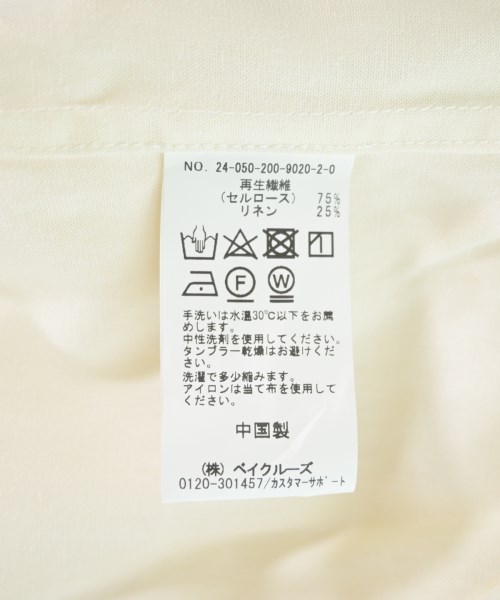 NO. 24-050-200-9020-2-0
再生繊維
(セルロース) 75%
リネン 25%
F W
手洗いは水温30℃以下をお薦
めします。
中性洗剤を使用してください。
タンブラー乾燥はお避けくださ
い。
洗濯で多少縮みます。
アイロンは当て布を使用して
ください。
中国製
(株) ベイクルーズ
0120-301457/カスタマーサポート